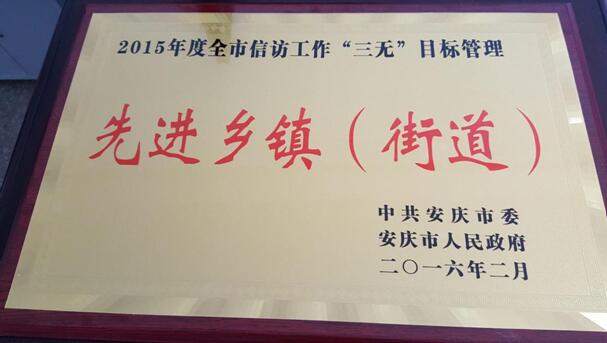 2015年度全市信访工作“三无”目标管理
先进乡镇（街道）
中共安庆市委
安庆市人民政府
二〇一六年二月